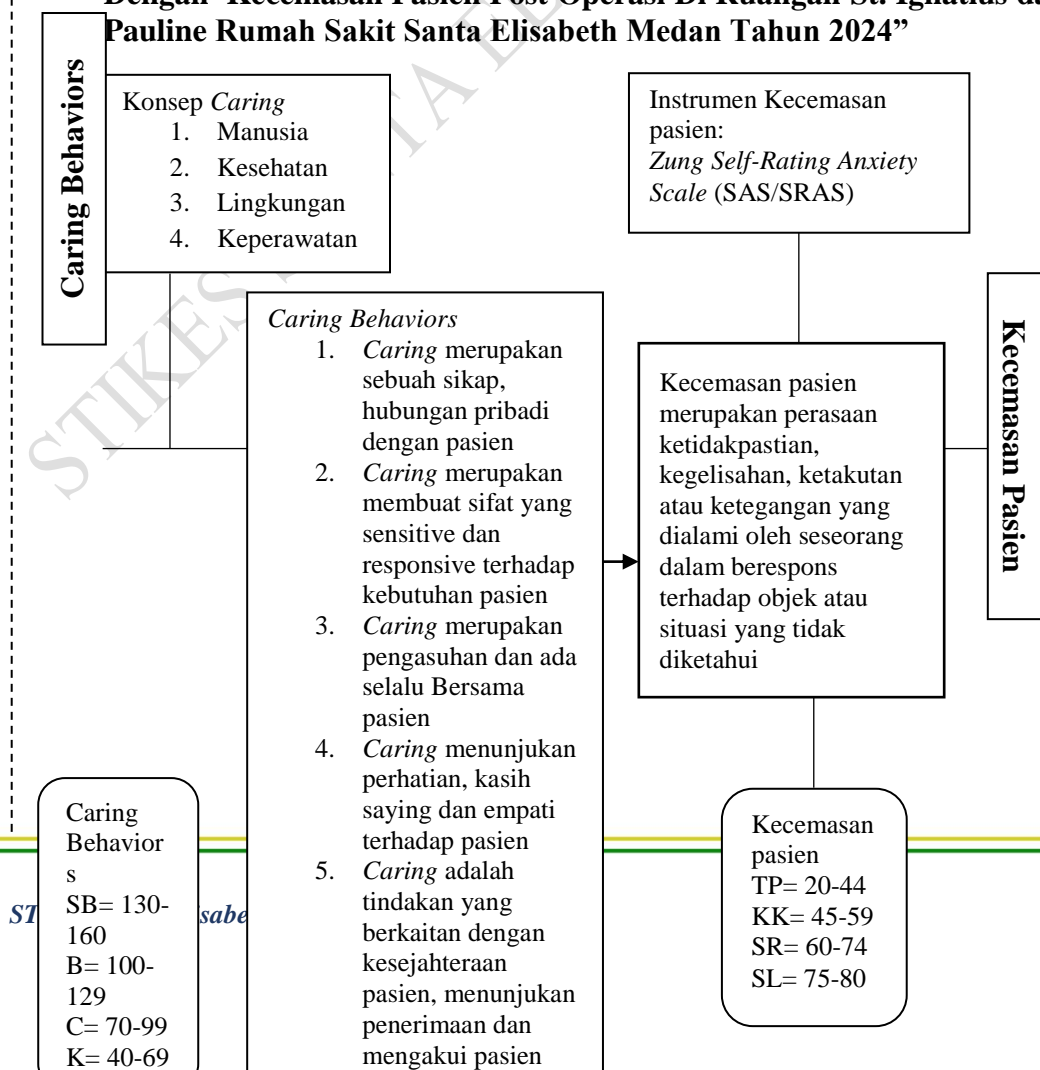 Dengan “Kecemasan Pasien Post Operasi Di Ruangan St. Ignatius
Pauline Rumah Sakit Santa Elisabeth Medan Tahun 2024”
Caring Behaviors
Konsep Caring
1. Manusia
2. Kesehatan
3. Lingkungan
4. Keperawatan
Instrumen Kecemasan
pasien:
Zung Self-Rating Anxiety
Scale (SAS/SRAS)
Caring Behaviors
1. Caring merupakan
sebuah sikap,
hubungan pribadi
dengan pasien
2. Caring merupakan
membuat sifat yang
sensitive dan
responsive terhadap
kebutuhan pasien
3. Caring merupakan
pengasuhan dan ada
selalu Bersama
pasien
4. Caring menunjukan
perhatian, kasih
saying dan empati
terhadap pasien
5. Caring adalah
tindakan yang
berkaitan dengan
kesejahteraan
pasien, menunjukan
penerimaan dan
mengakui pasien
Kecemasan pasien
merupakan perasaan
ketidakpastian,
kegelisahan, ketakutan
atau ketegangan yang
dialami oleh seseorang
dalam berespons
terhadap objek atau
situasi yang tidak
diketahui
Kecemasan Pasien
Caring
Behavior
s
SB= 130-
160
B= 100-
129
C= 70-99
K= 40-69
Kecemasan
pasien
TP= 20-44
KK= 45-59
SR= 60-74
SL= 75-80
STIKES